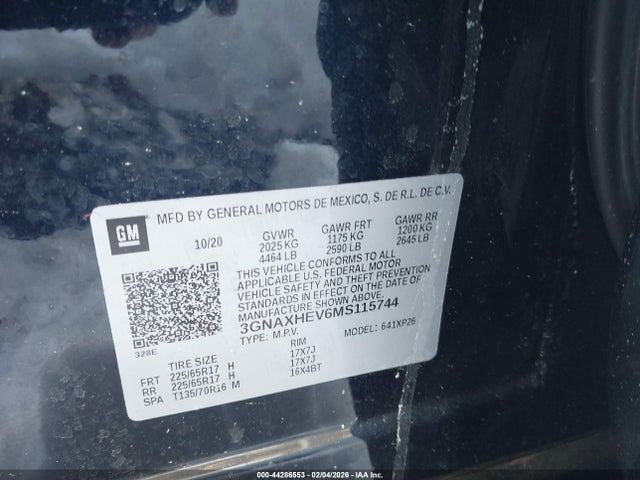 GM
MFD BY GENERAL MOTORS DE MEXICO, S. DE R.L. DE C.V.
10/20 GVWR GAWR FRT GAWR RR
2025 KG 1175 KG 1200 KG
4464 LB 2590 LB 2645 LB
THIS VEHICLE CONFORMS TO ALL
APPLICABLE U.S. FEDERAL MOTOR
VEHICLE SAFETY AND THEFT PREVENTION
STANDARDS IN EFFECT ON THE DATE OF
MANUFACTURE SHOWN ABOVE.
3GNAXHEV6MS115744
TYPE: M.P.V. MODEL: 641XP26
328E
TIRE SIZE RIM
FRT 225/65R17 H 17X7J
RR 225/65R17 H 17X7J
SPA T135/70R16 M 16X4BT
000-44286553 - 02/04/2026 - IAA Inc.